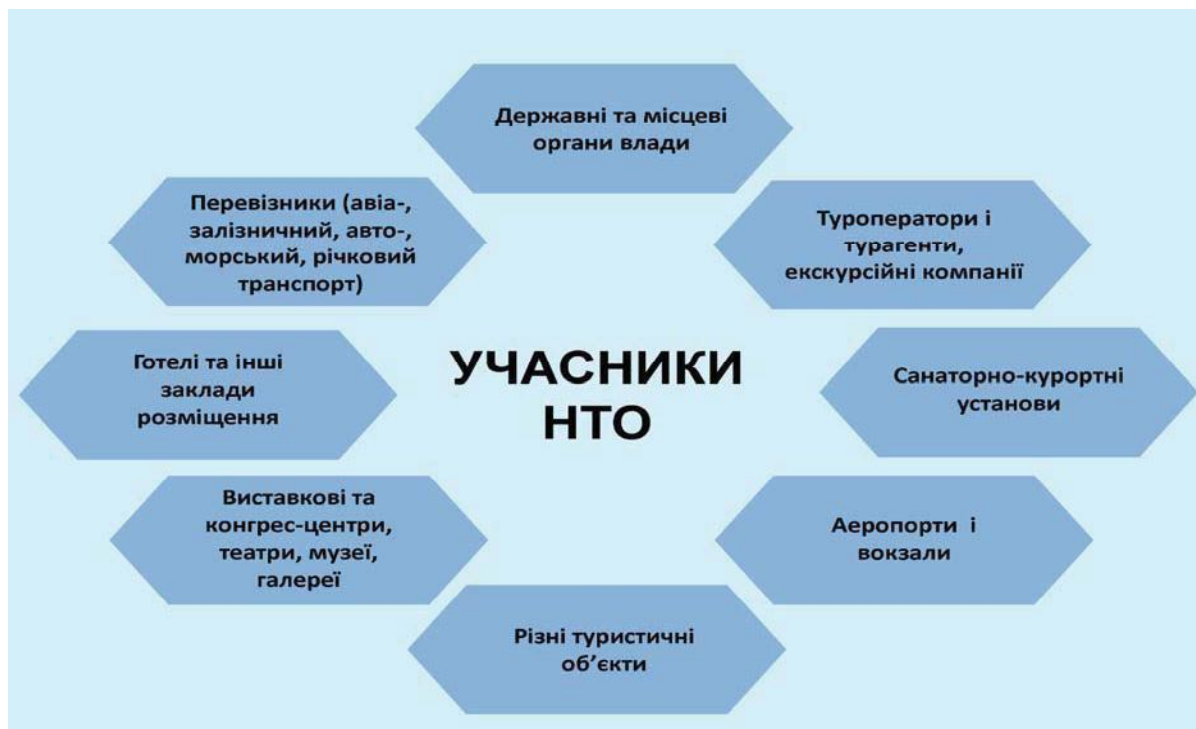 Державні та місцеві
органи влади
Перевізники (авіа-,
залізничний, авто-,
морський, річковий
транспорт)
Туроператори і
турагенти,
екскурсійні компанії
Готелі та інші
заклади
розміщення
УЧАСНИКИ
НТО
Санаторно-курортні
установи
Виставкові та
конгрес-центри,
театри, музеї,
галереї
Аеропорти і
вокзали
Різні туристичні
об’єкти